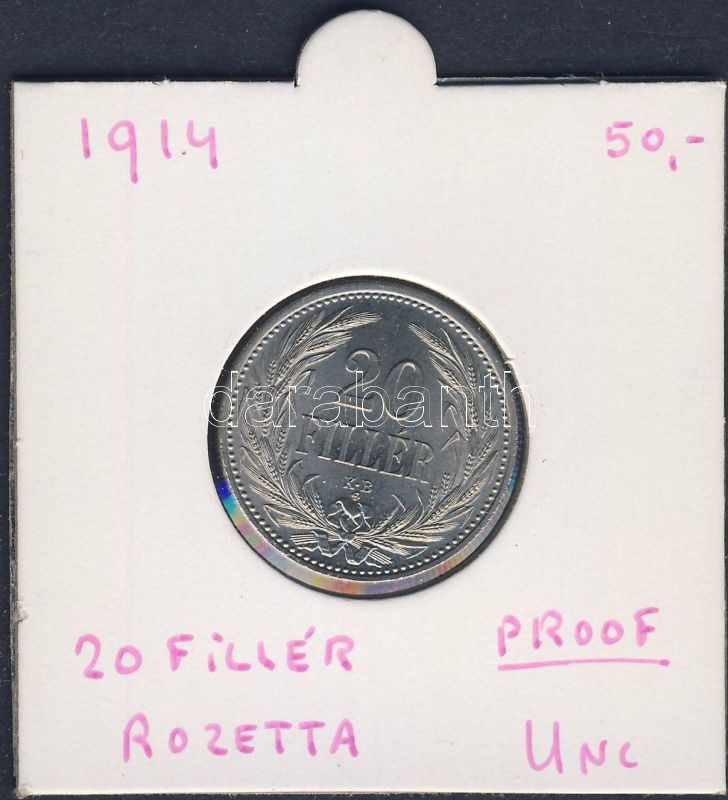 1914 50,-
20
FILLÉR
K·B
darabanth
20 FiLLÉR PROOF
ROZETTA UNC